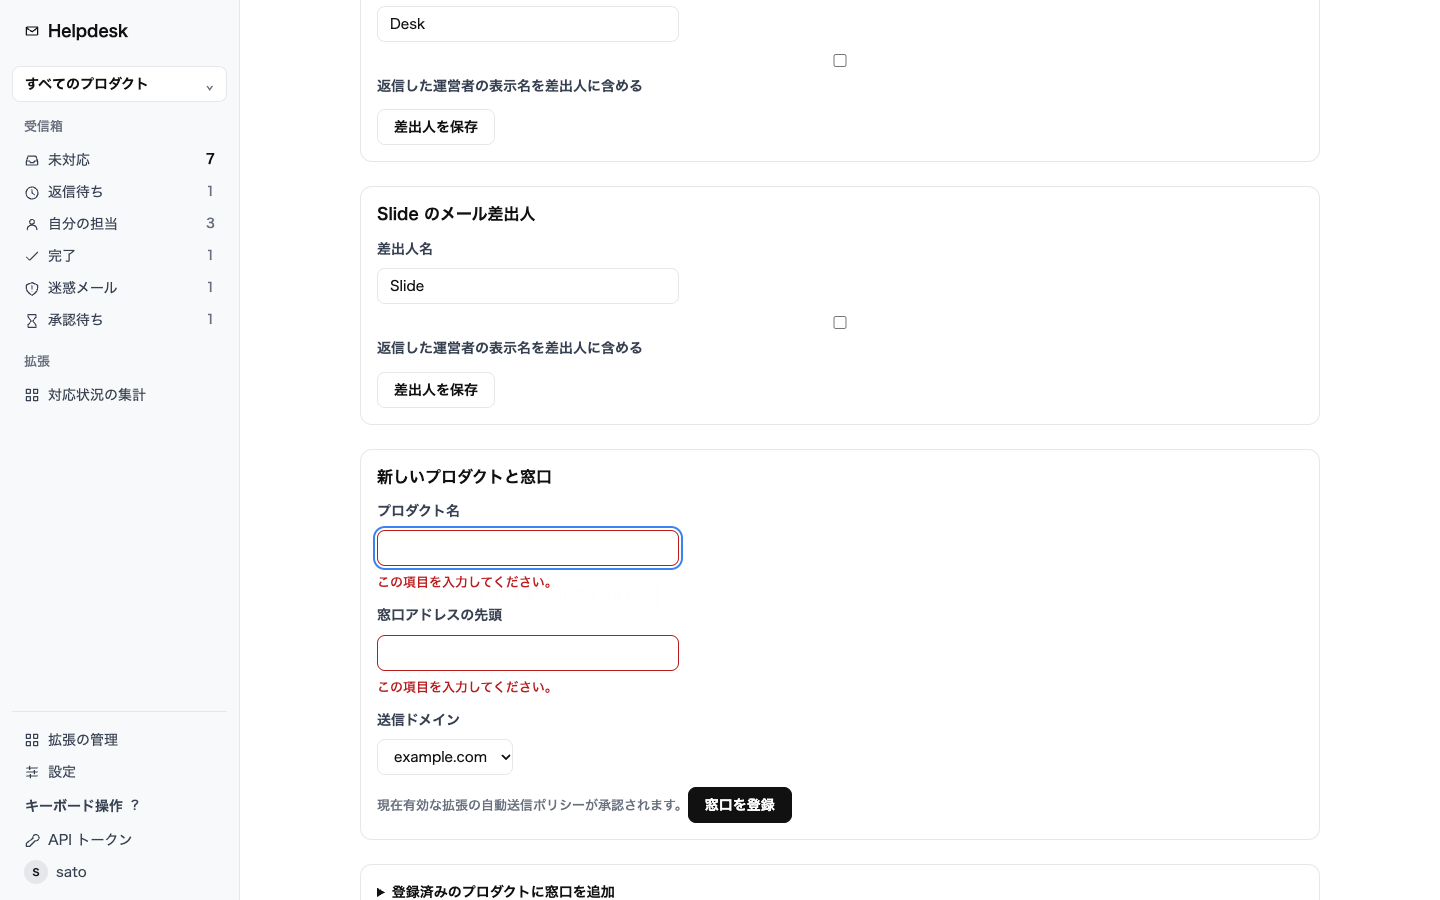 Helpdesk
すべてのプロダクト
受信箱
未対応 7
返信待ち 1
自分の担当 3
完了 1
迷惑メール 1
承認待ち 1
拡張
対応状況の集計
拡張の管理
設定
キーボード操作 ?
API トークン
S sato
Desk
返信した運営者の表示名を差出人に含める
差出人を保存
Slide のメール差出人
差出人名
Slide
返信した運営者の表示名を差出人に含める
差出人を保存
新しいプロダクトと窓口
プロダクト名
この項目を入力してください。
窓口アドレスの先頭
この項目を入力してください。
送信ドメイン
example.com
現在有効な拡張の自動送信ポリシーが承認されます。 窓口を登録
登録済みのプロダクトに窓口を追加